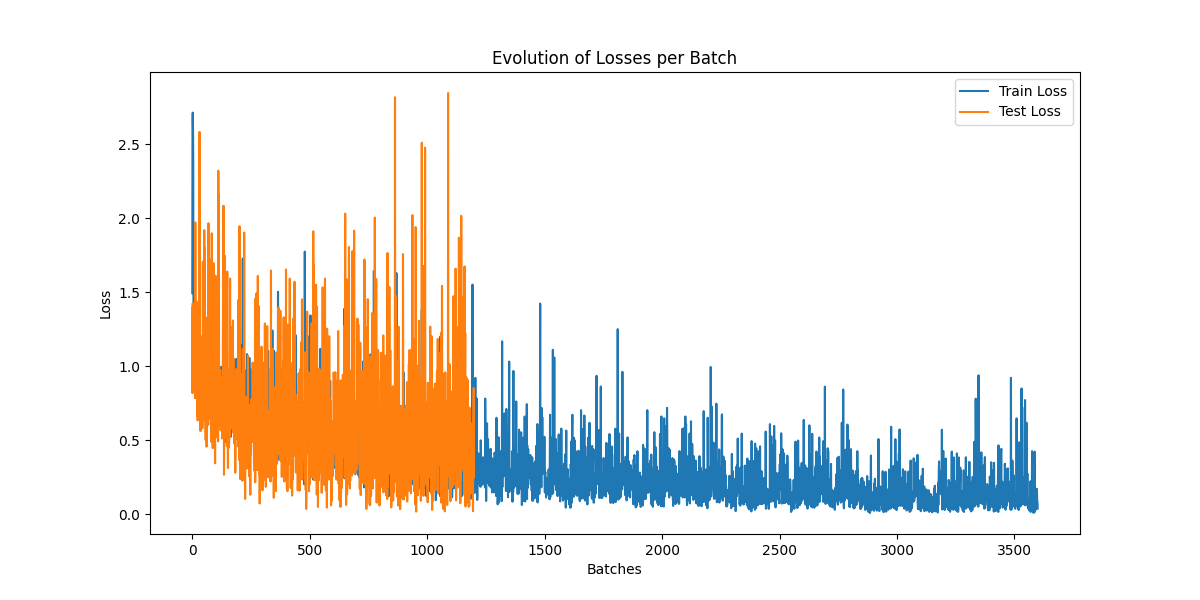 Evolution of Losses per Batch
Train Loss
Test Loss
2.5
2.0
1.5
1.0
0.5
0.0
Loss
0 500 1000 1500 2000 2500 3000 3500
Batches